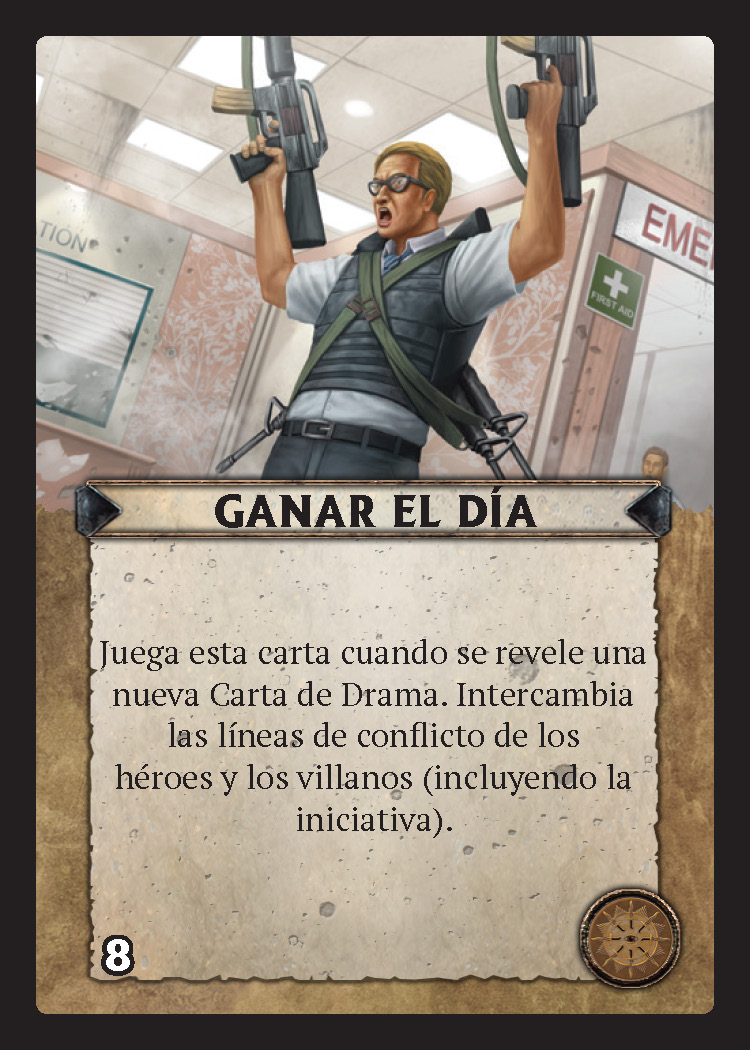 TION
EME
FIRST AID
GANAR EL DÍA
Juega esta carta cuando se revele una
nueva Carta de Drama. Intercambia
las líneas de conflicto de los
héroes y los villanos (incluyendo la
iniciativa).
8